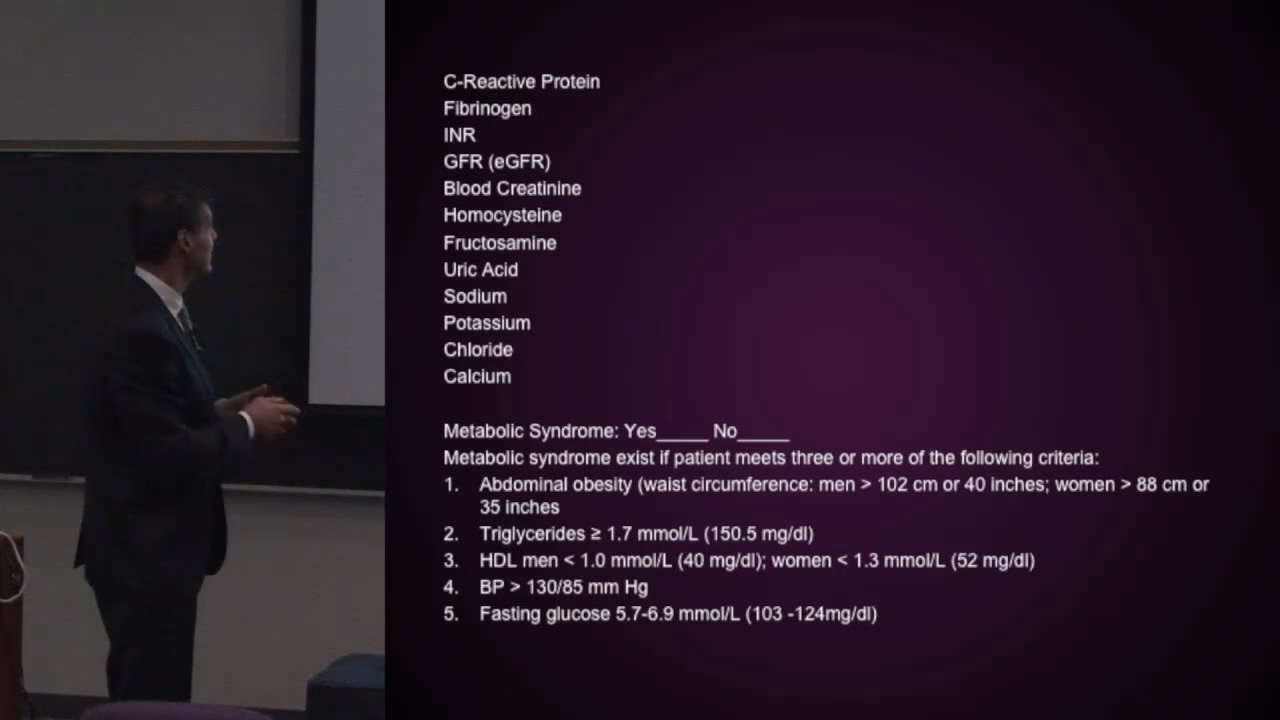 C-Reactive Protein
Fibrinogen
INR
GFR (eGFR)
Blood Creatinine
Homocysteine
Fructosamine
Uric Acid
Sodium
Potassium
Chloride
Calcium
Metabolic Syndrome: Yes_____ No_____
Metabolic syndrome exist if patient meets three or more of the following criteria:
1. Abdominal obesity (waist circumference: men > 102 cm or 40 inches; women > 88 cm or
35 inches
2. Triglycerides ≥ 1.7 mmol/L (150.5 mg/dl)
3. HDL men < 1.0 mmol/L (40 mg/dl); women < 1.3 mmol/L (52 mg/dl)
4. BP > 130/85 mm Hg
5. Fasting glucose 5.7-6.9 mmol/L (103 -124mg/dl)